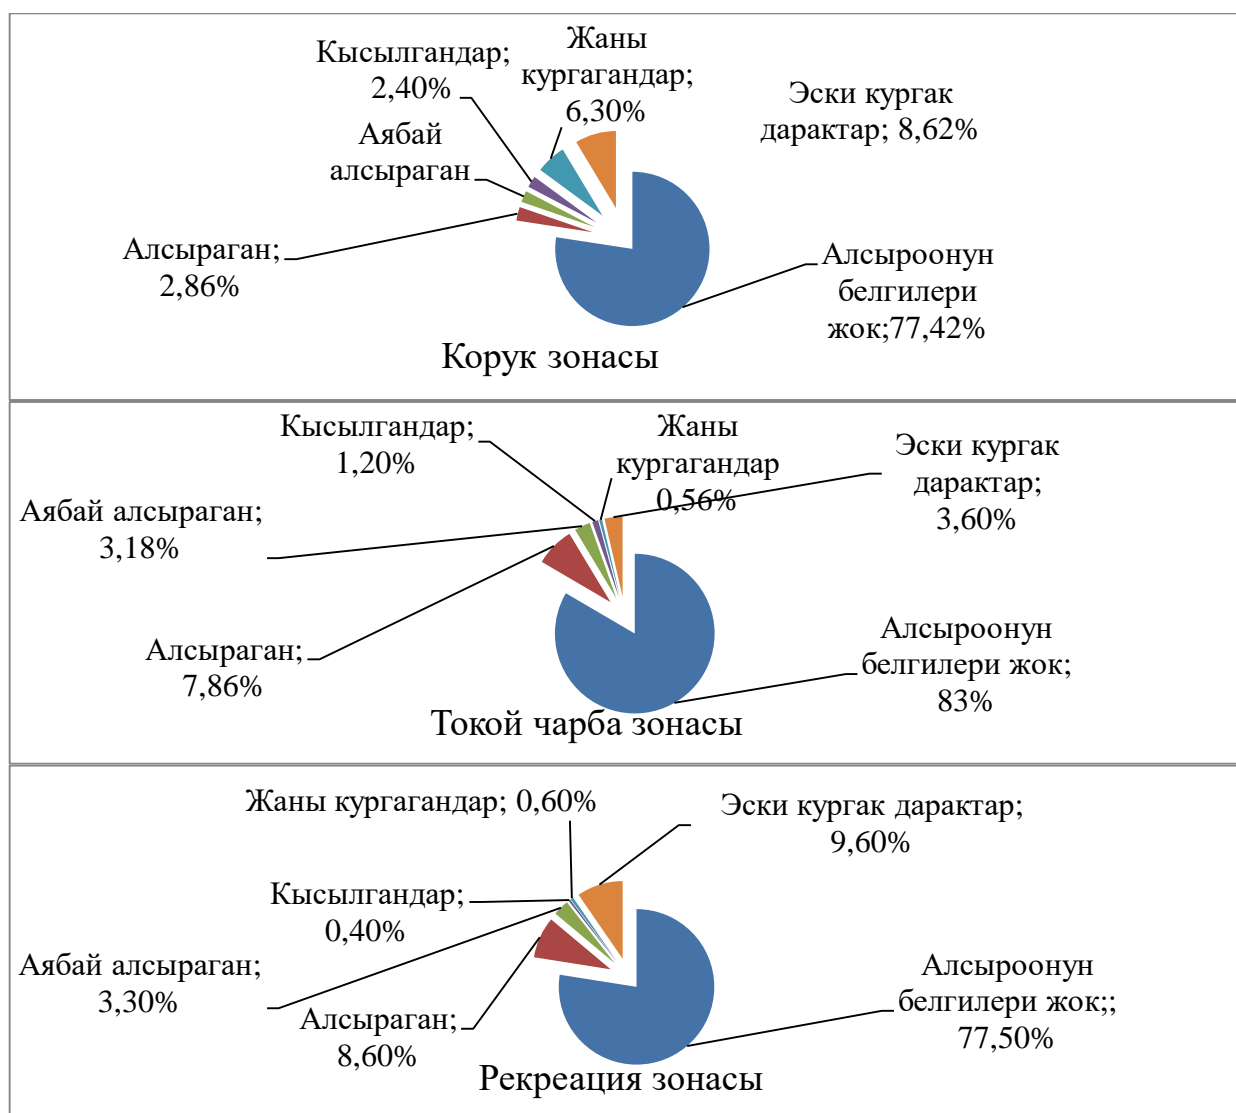 Кысылгандар;
2,40%
Жаны
кургагандар;
6,30%
Эски кургак
дарактар; 8,62%
Аябай
алсыраган
Алсыраган;
2,86%
Алсыроонун
белгилери
жок;77,42%
Корук зонасы
Кысылгандар;
1,20%
Жаны
кургагандар
0,56%
Эски кургак
дарактар;
3,60%
Аябай алсыраган;
3,18%
Алсыраган;
7,86%
Алсыроонун
белгилери жок;
83%
Токой чарба зонасы
Жаны кургагандар; 0,60%
Эски кургак дарактар;
9,60%
Кысылгандар;
0,40%
Аябай алсыраган;
3,30%
Алсыраган;
8,60%
Алсыроонун
белгилери жок;;
77,50%
Рекреация зонасы